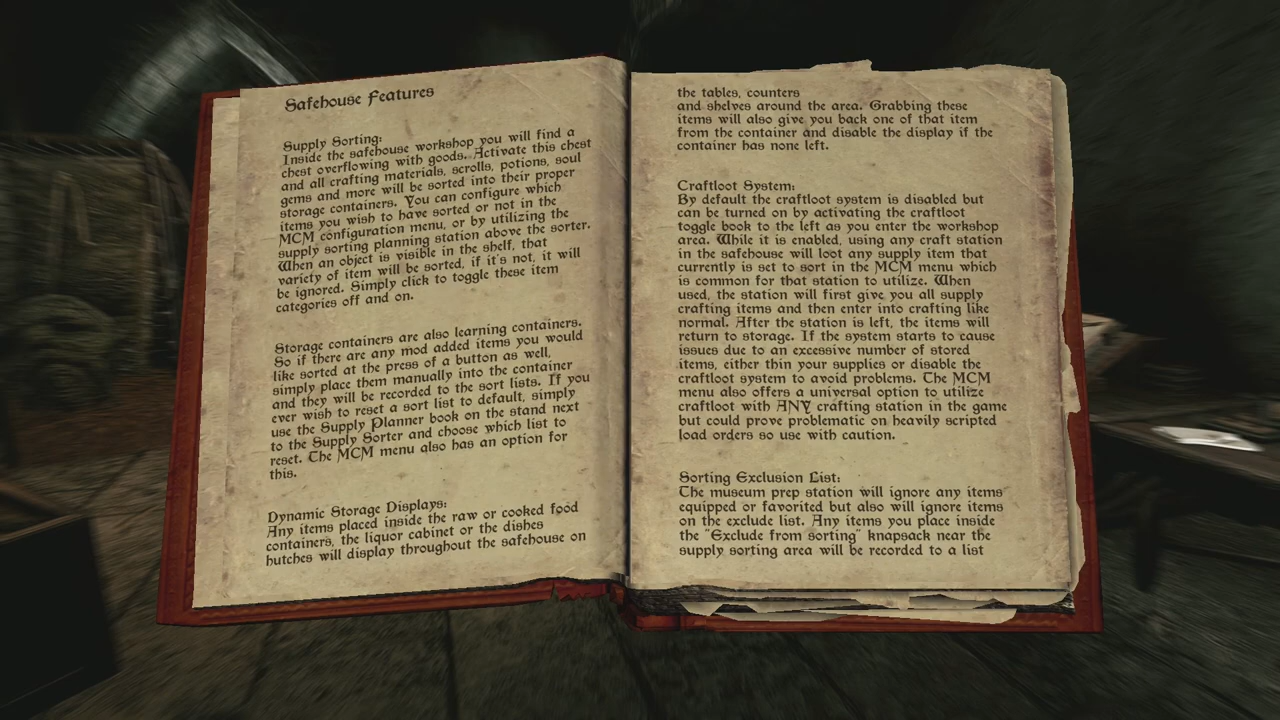 Safehouse Features
Supply Sorting:
Inside the safehouse workshop you will find a
chest overflowing with goods. Activate this chest
and all crafting materials, scrolls, potions, soul
gems and more will be sorted into their proper
storage containers. You can configure which
items you wish to have sorted or not in the
MCM configuration menu, or by utilizing the
supply sorting planning station above the sorter.
When an object is visible in the shelf, that
variety of item will be sorted, if it's not, it will
be ignored. Simply click to toggle these item
categories off and on.
Storage containers are also learning containers.
So if there are any mod added items you would
like sorted at the press of a button as well,
simply place them manually into the container
and they will be recorded to the sort lists. If you
ever wish to reset a sort list to default, simply
use the Supply Planner book on the stand next
to the Supply Sorter and choose which list to
reset. The MCM menu also has an option for
this.
Dynamic Storage Displays:
Any items placed inside the raw or cooked food
containers, the liquor cabinet or the dishes
hutches will display throughout the safehouse on
the tables, counters
and shelves around the area. Grabbing these
items will also give you back one of that item
from the container and disable the display if the
container has none left.
Craftloot System:
By default the craftloot system is disabled but
can be turned on by activating the craftloot
toggle book to the left as you enter the workshop
area. While it is enabled, using any craft station
in the safehouse will loot any supply item that
currently is set to sort in the MCM menu which
is common for that station to utilize. When
used, the station will first give you all supply
crafting items and then enter into crafting like
normal. After the station is left, the items will
return to storage. If the system starts to cause
issues due to an excessive number of stored
items, either thin your supplies or disable the
craftloot system to avoid problems. The MCM
menu also offers a universal option to utilize
craftloot with ANY crafting station in the game
but could prove problematic on heavily scripted
load orders so use with caution.
Sorting Exclusion List:
The museum prep station will ignore any items
equipped or favorited but also will ignore items
on the exclude list. Any items you place inside
the "Exclude from sorting" knapsack near the
supply sorting area will be recorded to a list